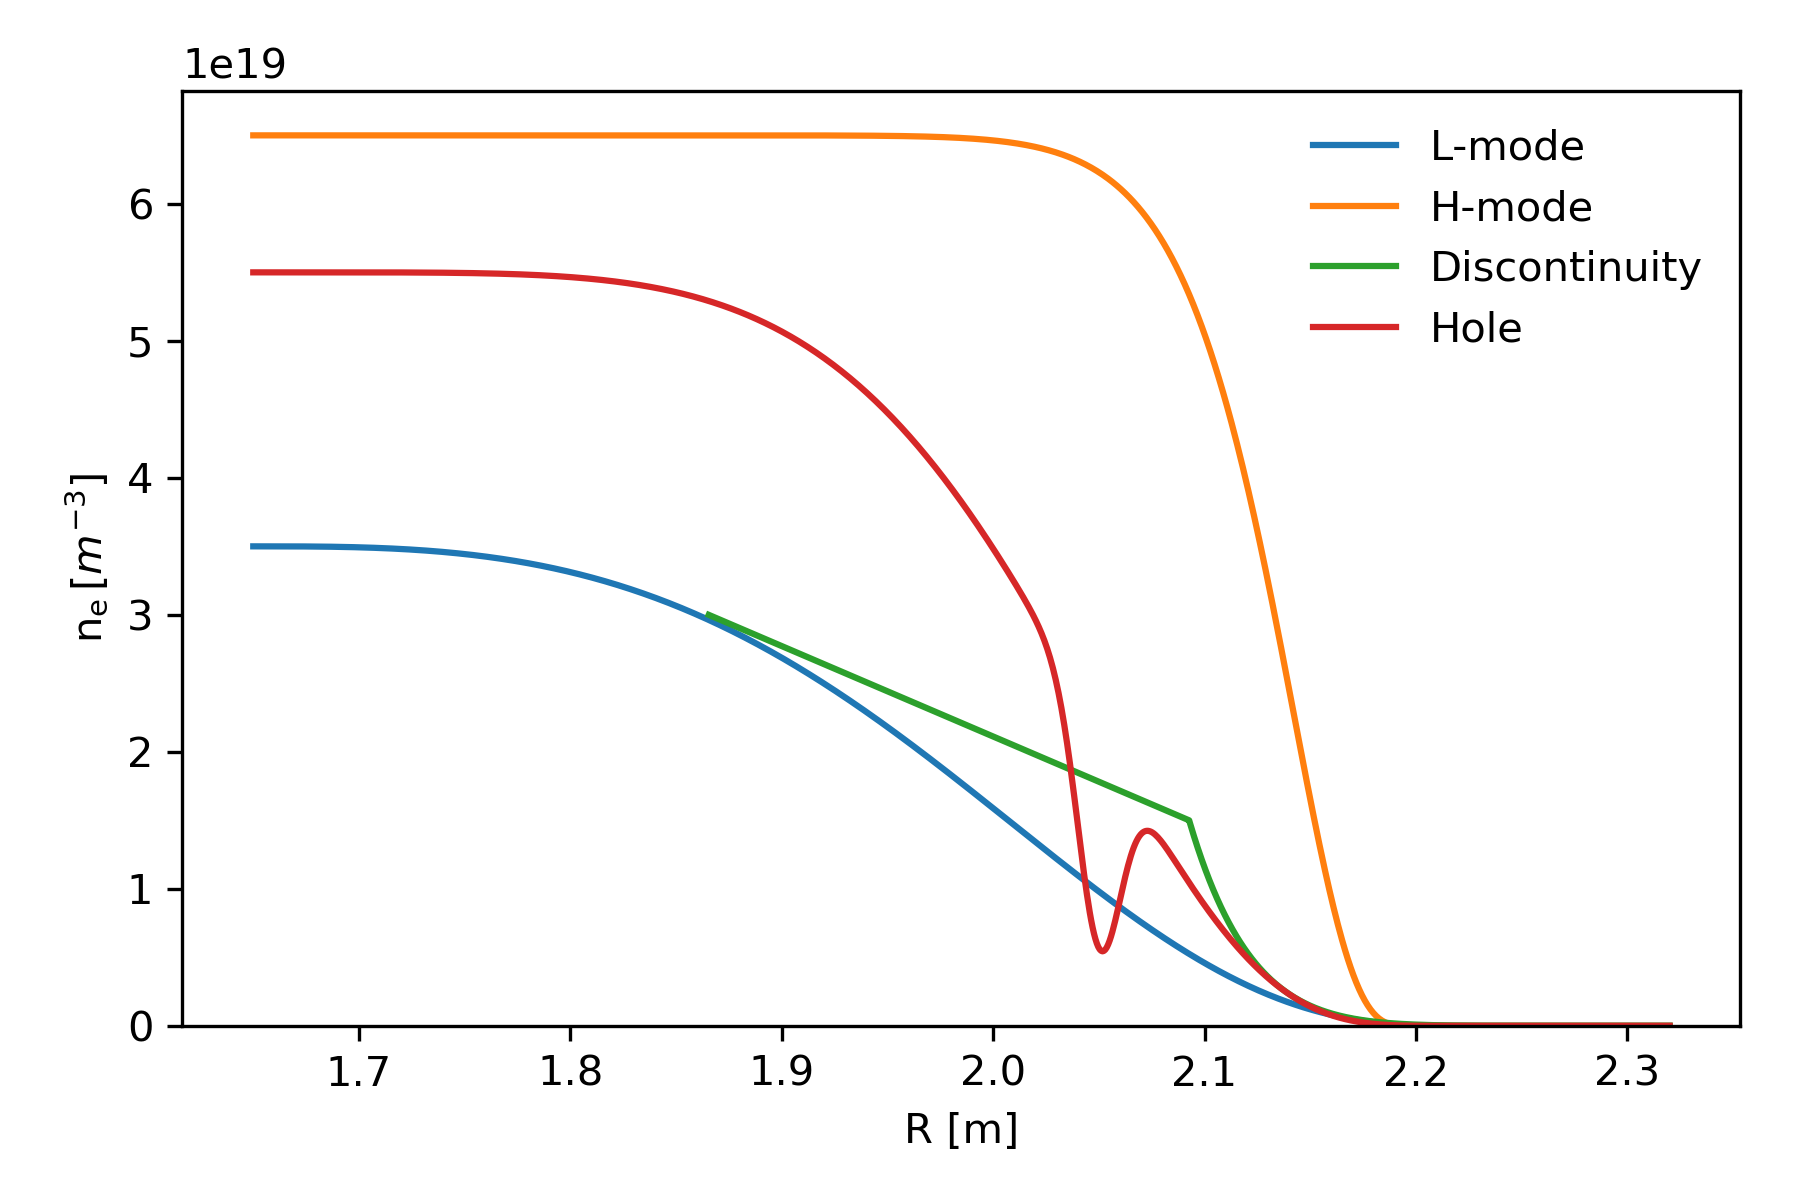 1e19
L-mode
H-mode
Discontinuity
Hole
6
5
4
3
2
1
0
nₑ [m⁻³]
1.7 1.8 1.9 2.0 2.1 2.2 2.3
R [m]